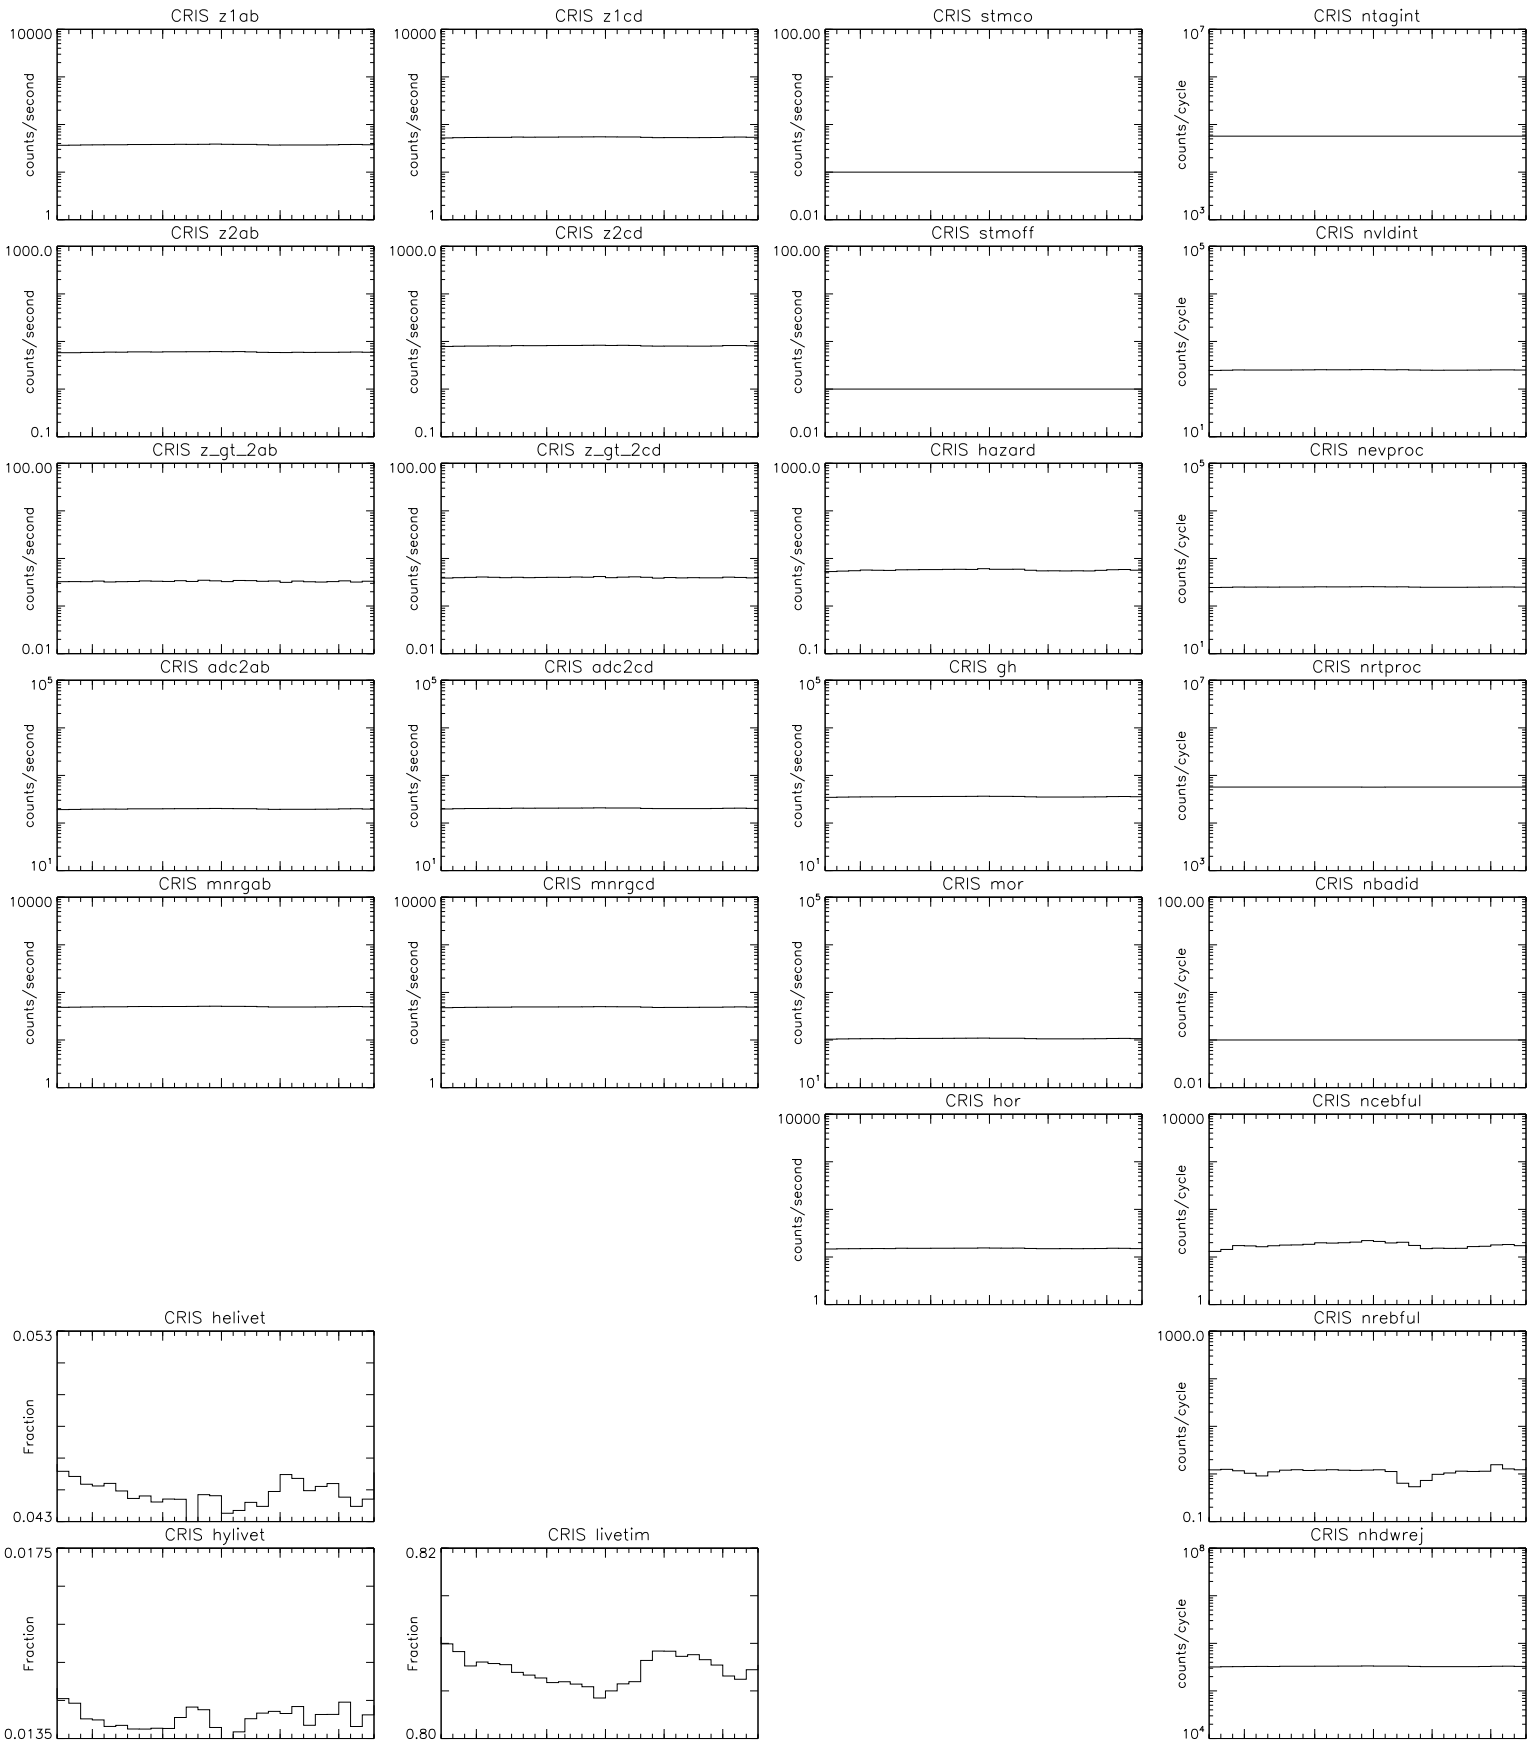 CRIS z1ab
10000
counts/second
1
CRIS z1cd
10000
counts/second
1
CRIS stmco
100.00
counts/second
0.01
CRIS ntagint
10^7
counts/cycle
10^3
CRIS z2ab
1000.0
counts/second
0.1
CRIS z2cd
1000.0
counts/second
0.1
CRIS stmoff
100.00
counts/second
0.01
CRIS nvldint
10^5
counts/cycle
10^1
CRIS z_gt_2ab
100.00
counts/second
0.01
CRIS z_gt_2cd
100.00
counts/second
0.01
CRIS hazard
1000.0
counts/second
0.1
CRIS nevproc
10^5
counts/cycle
10^1
CRIS adc2ab
10^5
counts/second
10^1
CRIS adc2cd
10^5
counts/second
10^1
CRIS gh
10^5
counts/second
10^1
CRIS nrtproc
10^7
counts/cycle
10^3
CRIS mnrgab
10000
counts/second
1
CRIS mnrgcd
10000
counts/second
1
CRIS mor
10^5
counts/second
10^1
CRIS nbadid
100.00
counts/cycle
0.01
CRIS hor
10000
counts/second
1
CRIS ncebful
10000
counts/cycle
1
CRIS helivet
0.053
Fraction
0.043
CRIS nrebful
1000.0
counts/cycle
0.1
CRIS hylivet
0.0175
Fraction
0.0135
CRIS livetim
0.82
Fraction
0.80
CRIS nhdwrej
10^8
counts/cycle
10^4